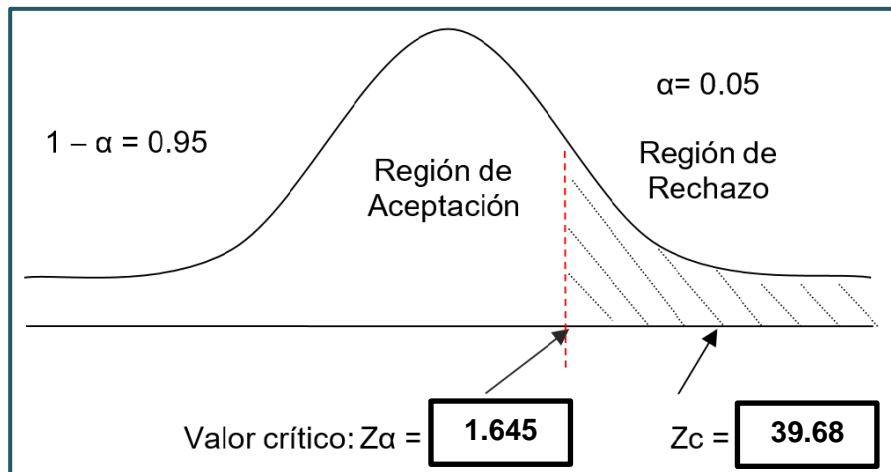 α= 0.05
1 – α = 0.95
Región de
Rechazo
Región de
Aceptación
Valor crítico: Zα = 1.645
Zc = 39.68